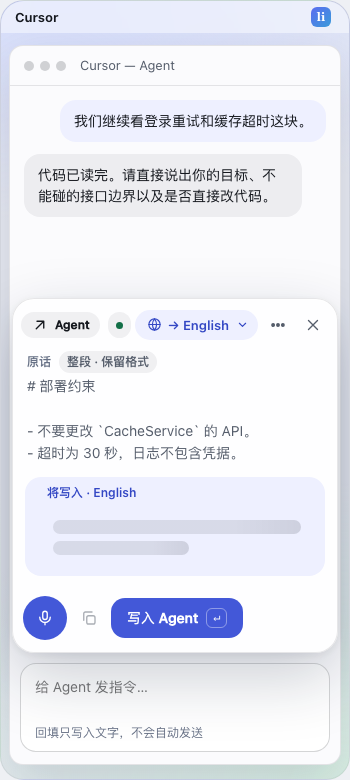 Cursor
li
Cursor — Agent
我们继续看登录重试和缓存超时这块。
代码已读完。请直接说出你的目标、不
能碰的接口边界以及是否直接改代码。
Agent
→ English
原话 整段 · 保留格式
# 部署约束
- 不要更改 `CacheService` 的 API。
- 超时为 30 秒，日志不包含凭据。
将写入 · English
写入 Agent ↵
给 Agent 发指令…
回填只写入文字，不会自动发送